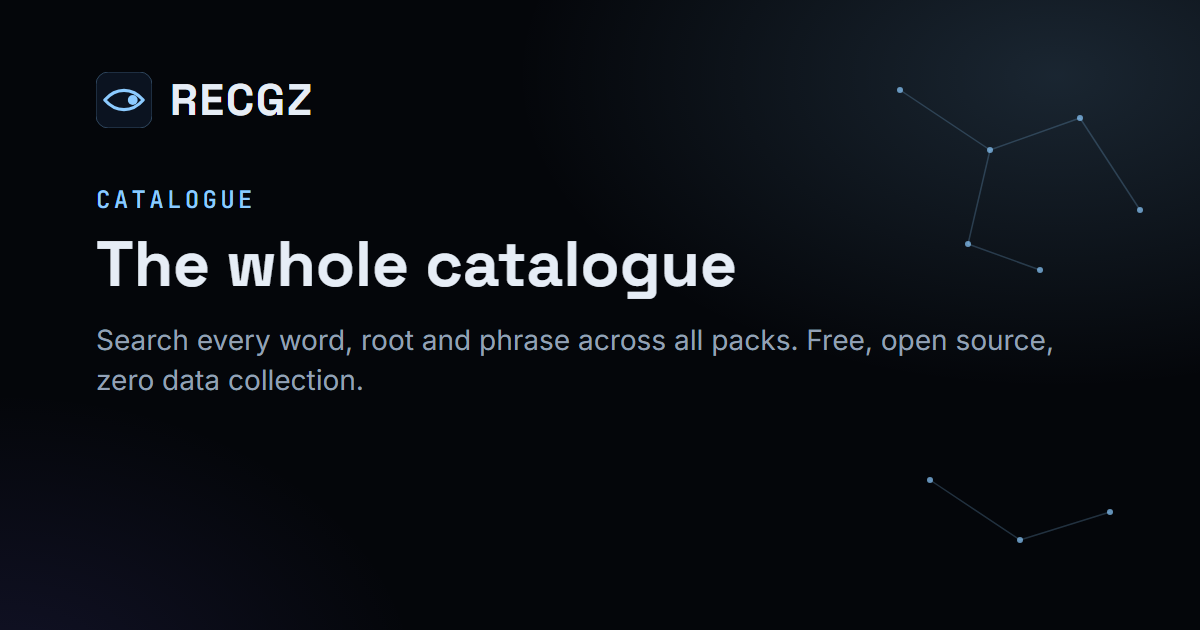 RECGZ
CATALOGUE
The whole catalogue
Search every word, root and phrase across all packs. Free, open source,
zero data collection.